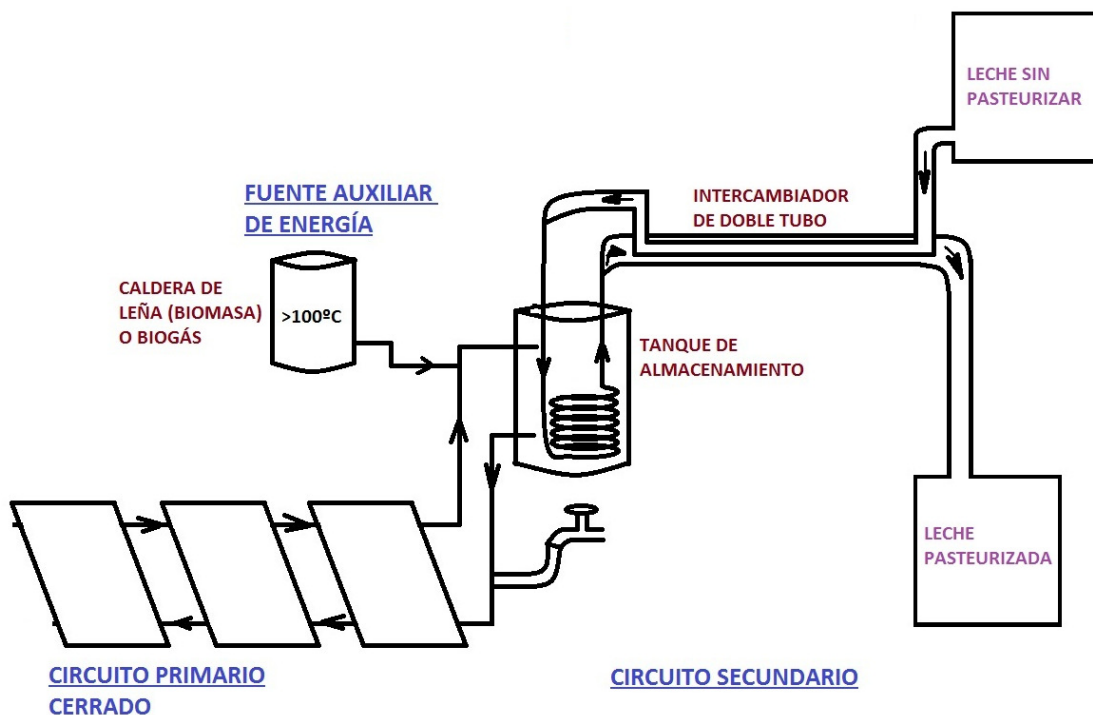 LECHE SIN
PASTEURIZAR
FUENTE AUXILIAR
DE ENERGÍA
INTERCAMBIADOR
DE DOBLE TUBO
CALDERA DE
LEÑA (BIOMASA)
O BIOGÁS
>100ºC
TANQUE DE
ALMACENAMIENTO
LECHE
PASTEURIZADA
CIRCUITO PRIMARIO
CERRADO
CIRCUITO SECUNDARIO